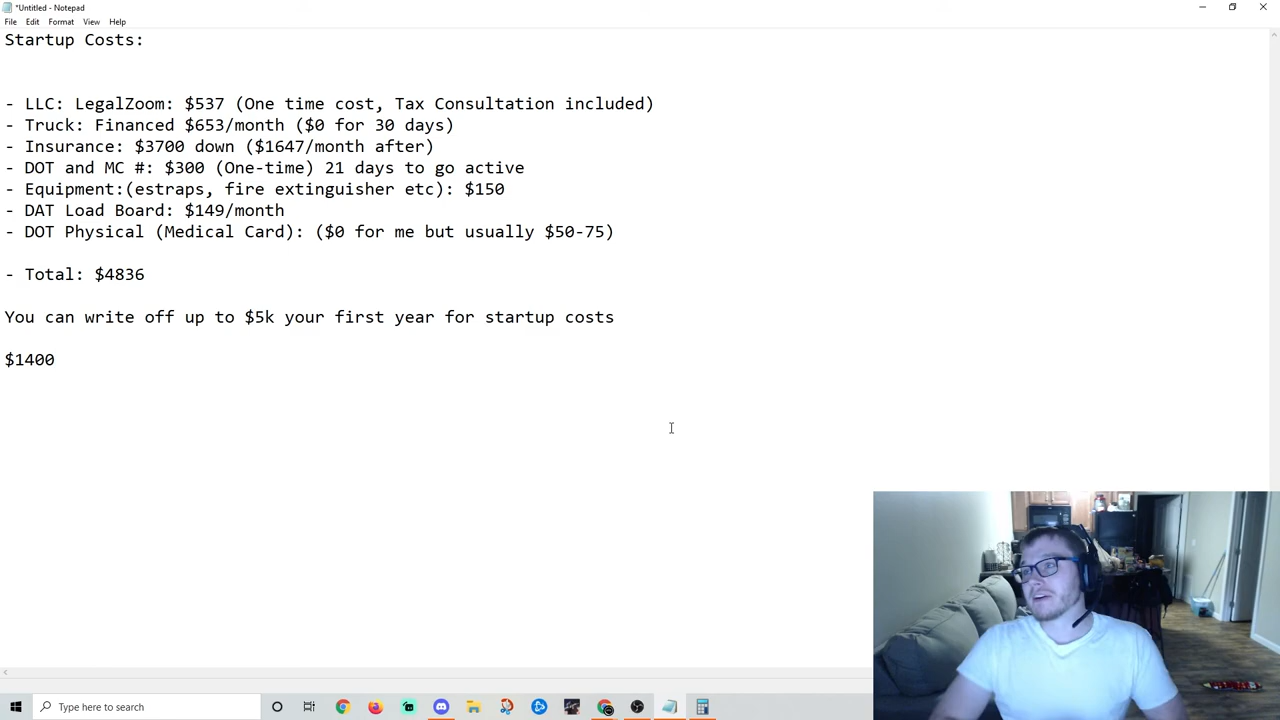 *Untitled - Notepad
File Edit Format View Help
Startup Costs:
- LLC: LegalZoom: $537 (One time cost, Tax Consultation included)
- Truck: Financed $653/month ($0 for 30 days)
- Insurance: $3700 down ($1647/month after)
- DOT and MC #: $300 (One-time) 21 days to go active
- Equipment:(estraps, fire extinguisher etc): $150
- DAT Load Board: $149/month
- DOT Physical (Medical Card): ($0 for me but usually $50-75)
- Total: $4836
You can write off up to $5k your first year for startup costs
$1400
Type here to search